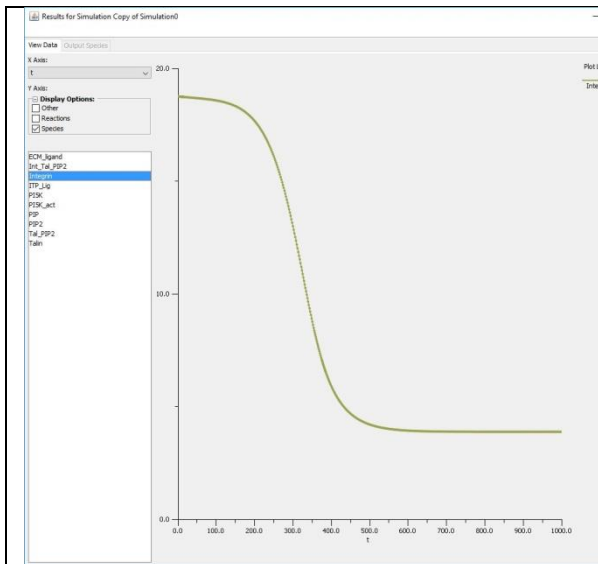 Results for Simulation Copy of Simulation0
View Data Output Species
X Axis:
t
Y Axis:
Display Options:
Other
Reactions
Species
ECM_ligand
Int_Tal_PIP2
Integrin
ITP_Lig
PI5K
PI5K_act
PIP
PIP2
Tal_PIP2
Talin
20.0
10.0
0.0
0.0 100.0 200.0 300.0 400.0 500.0 600.0 700.0 800.0 900.0 1000.0
t
Plot L
Inte